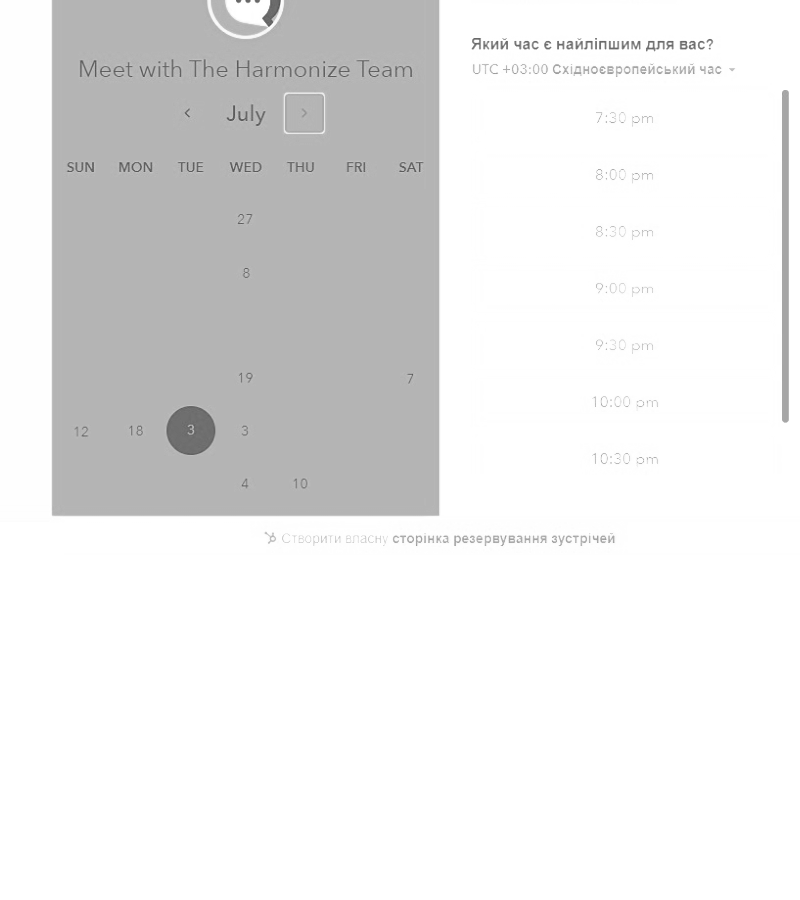 Який час є найліпшим для вас?
Meet with The Harmonize Team
UTC +03:00 Східноєвропейський час
July
7:30 pm
SUN MON TUE WED THU FRI SAT
8:00 pm
27
8:30 pm
8
9:00 pm
9:30 pm
19 7
10:00 pm
12 18 3 3
10:30 pm
4 10
Створити власну сторінка резервування зустрічей